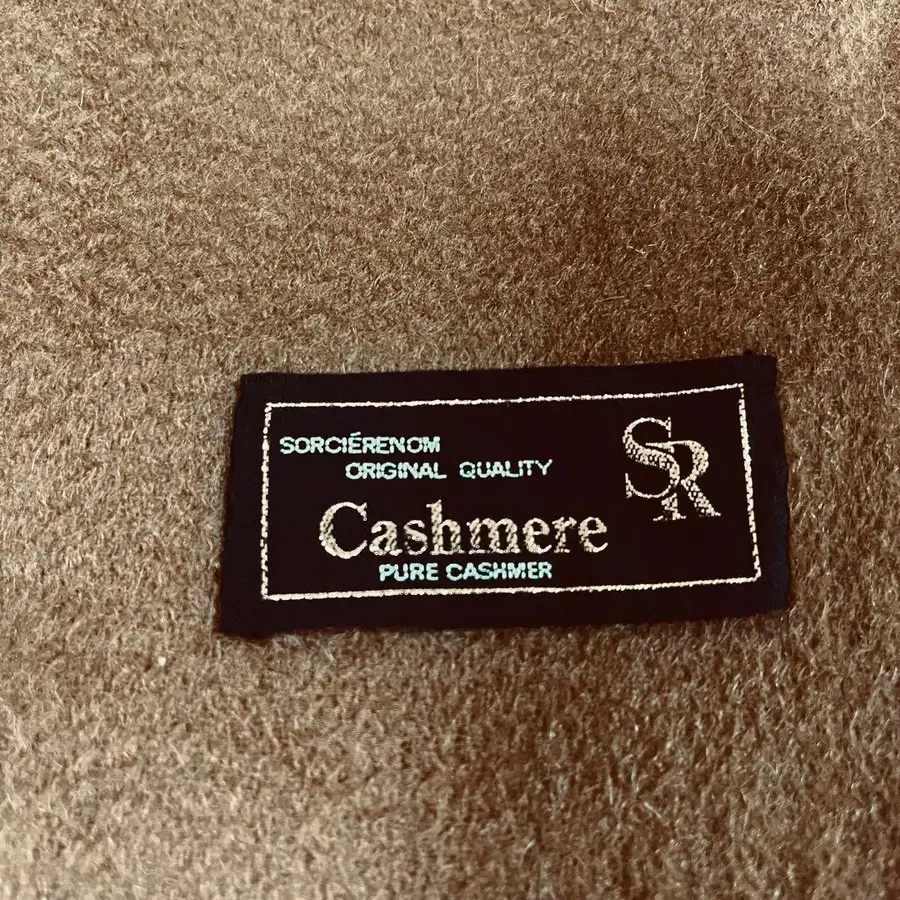 SORCIÉRENOM
ORIGINAL QUALITY
SR
Cashmere
PURE CASHMER